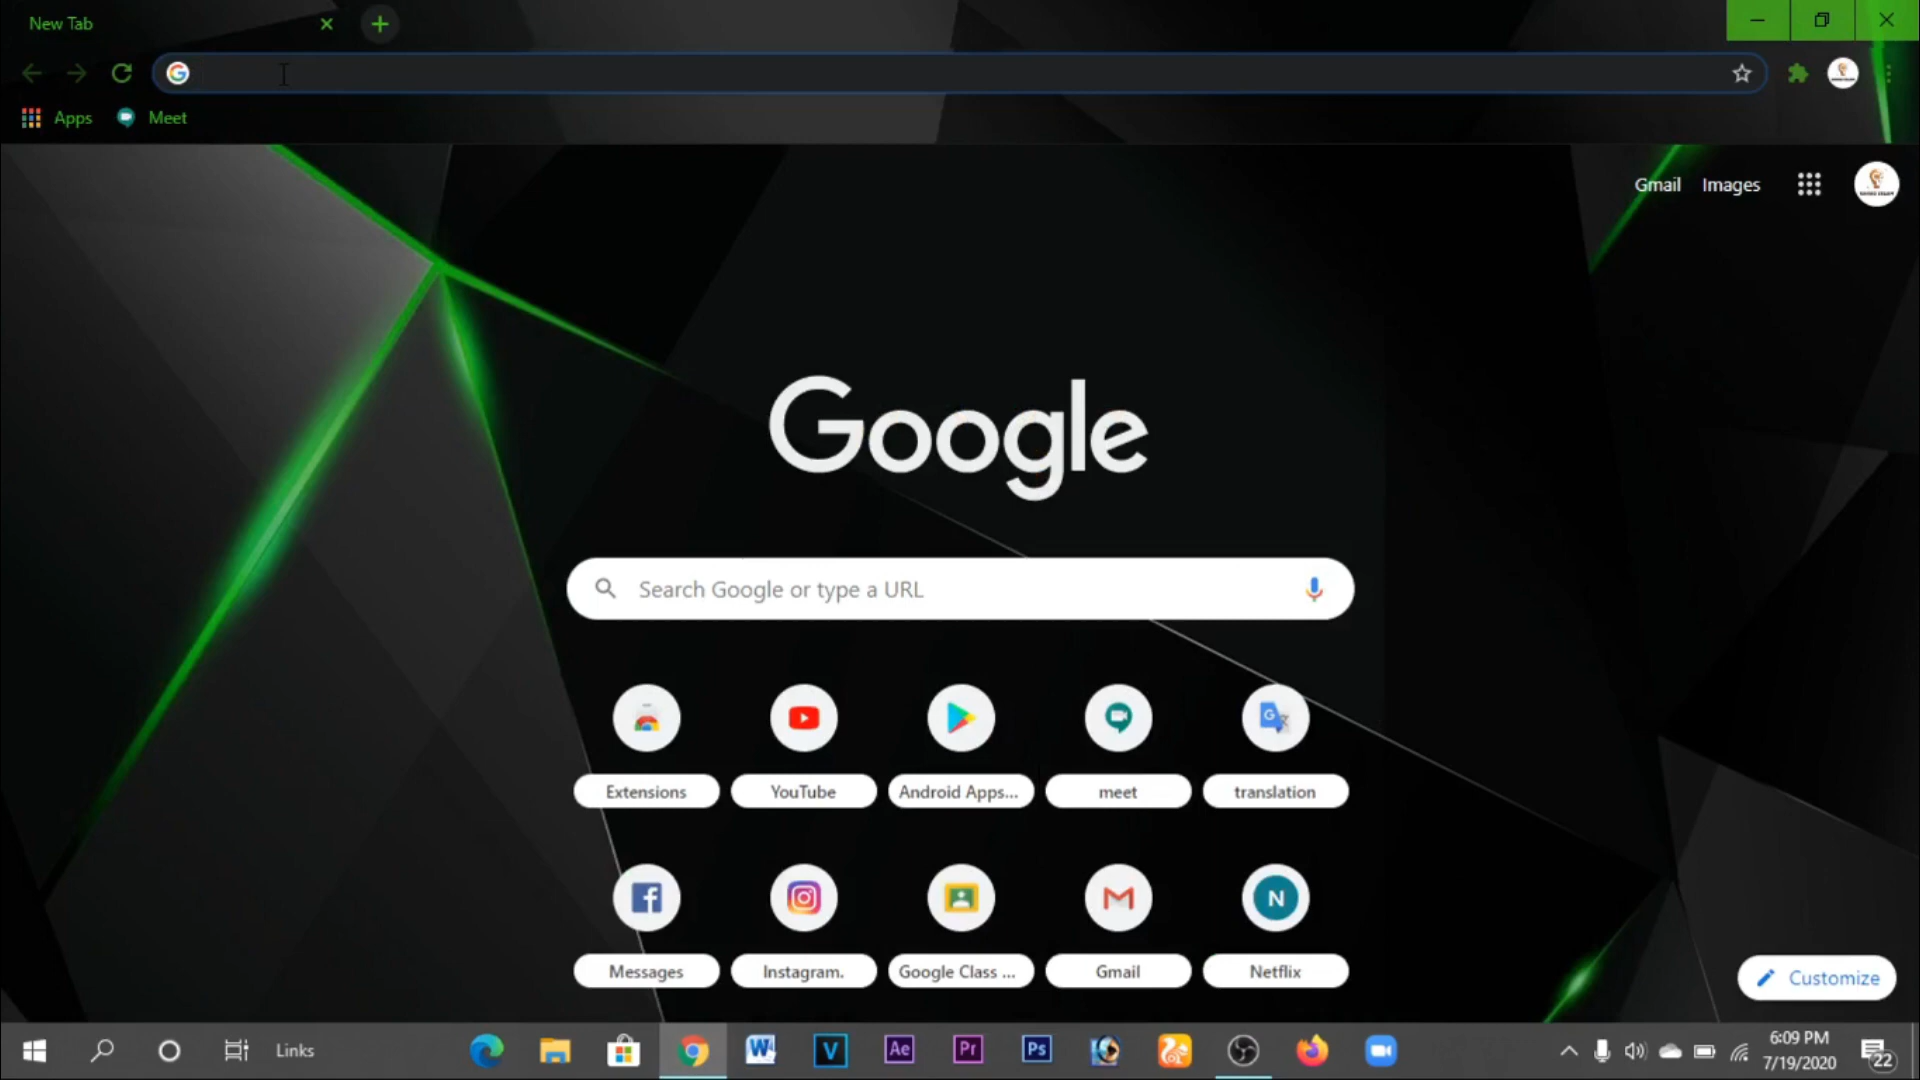 New Tab
Apps
Meet
Gmail
Images
Google
Search Google or type a URL
Extensions
YouTube
Android Apps...
meet
translation
N
Messages
Instagram.
Google Class ...
Gmail
Netflix
Customize
Links
W
V
Ae
Pr
Ps
6:09 PM
7/19/2020
22